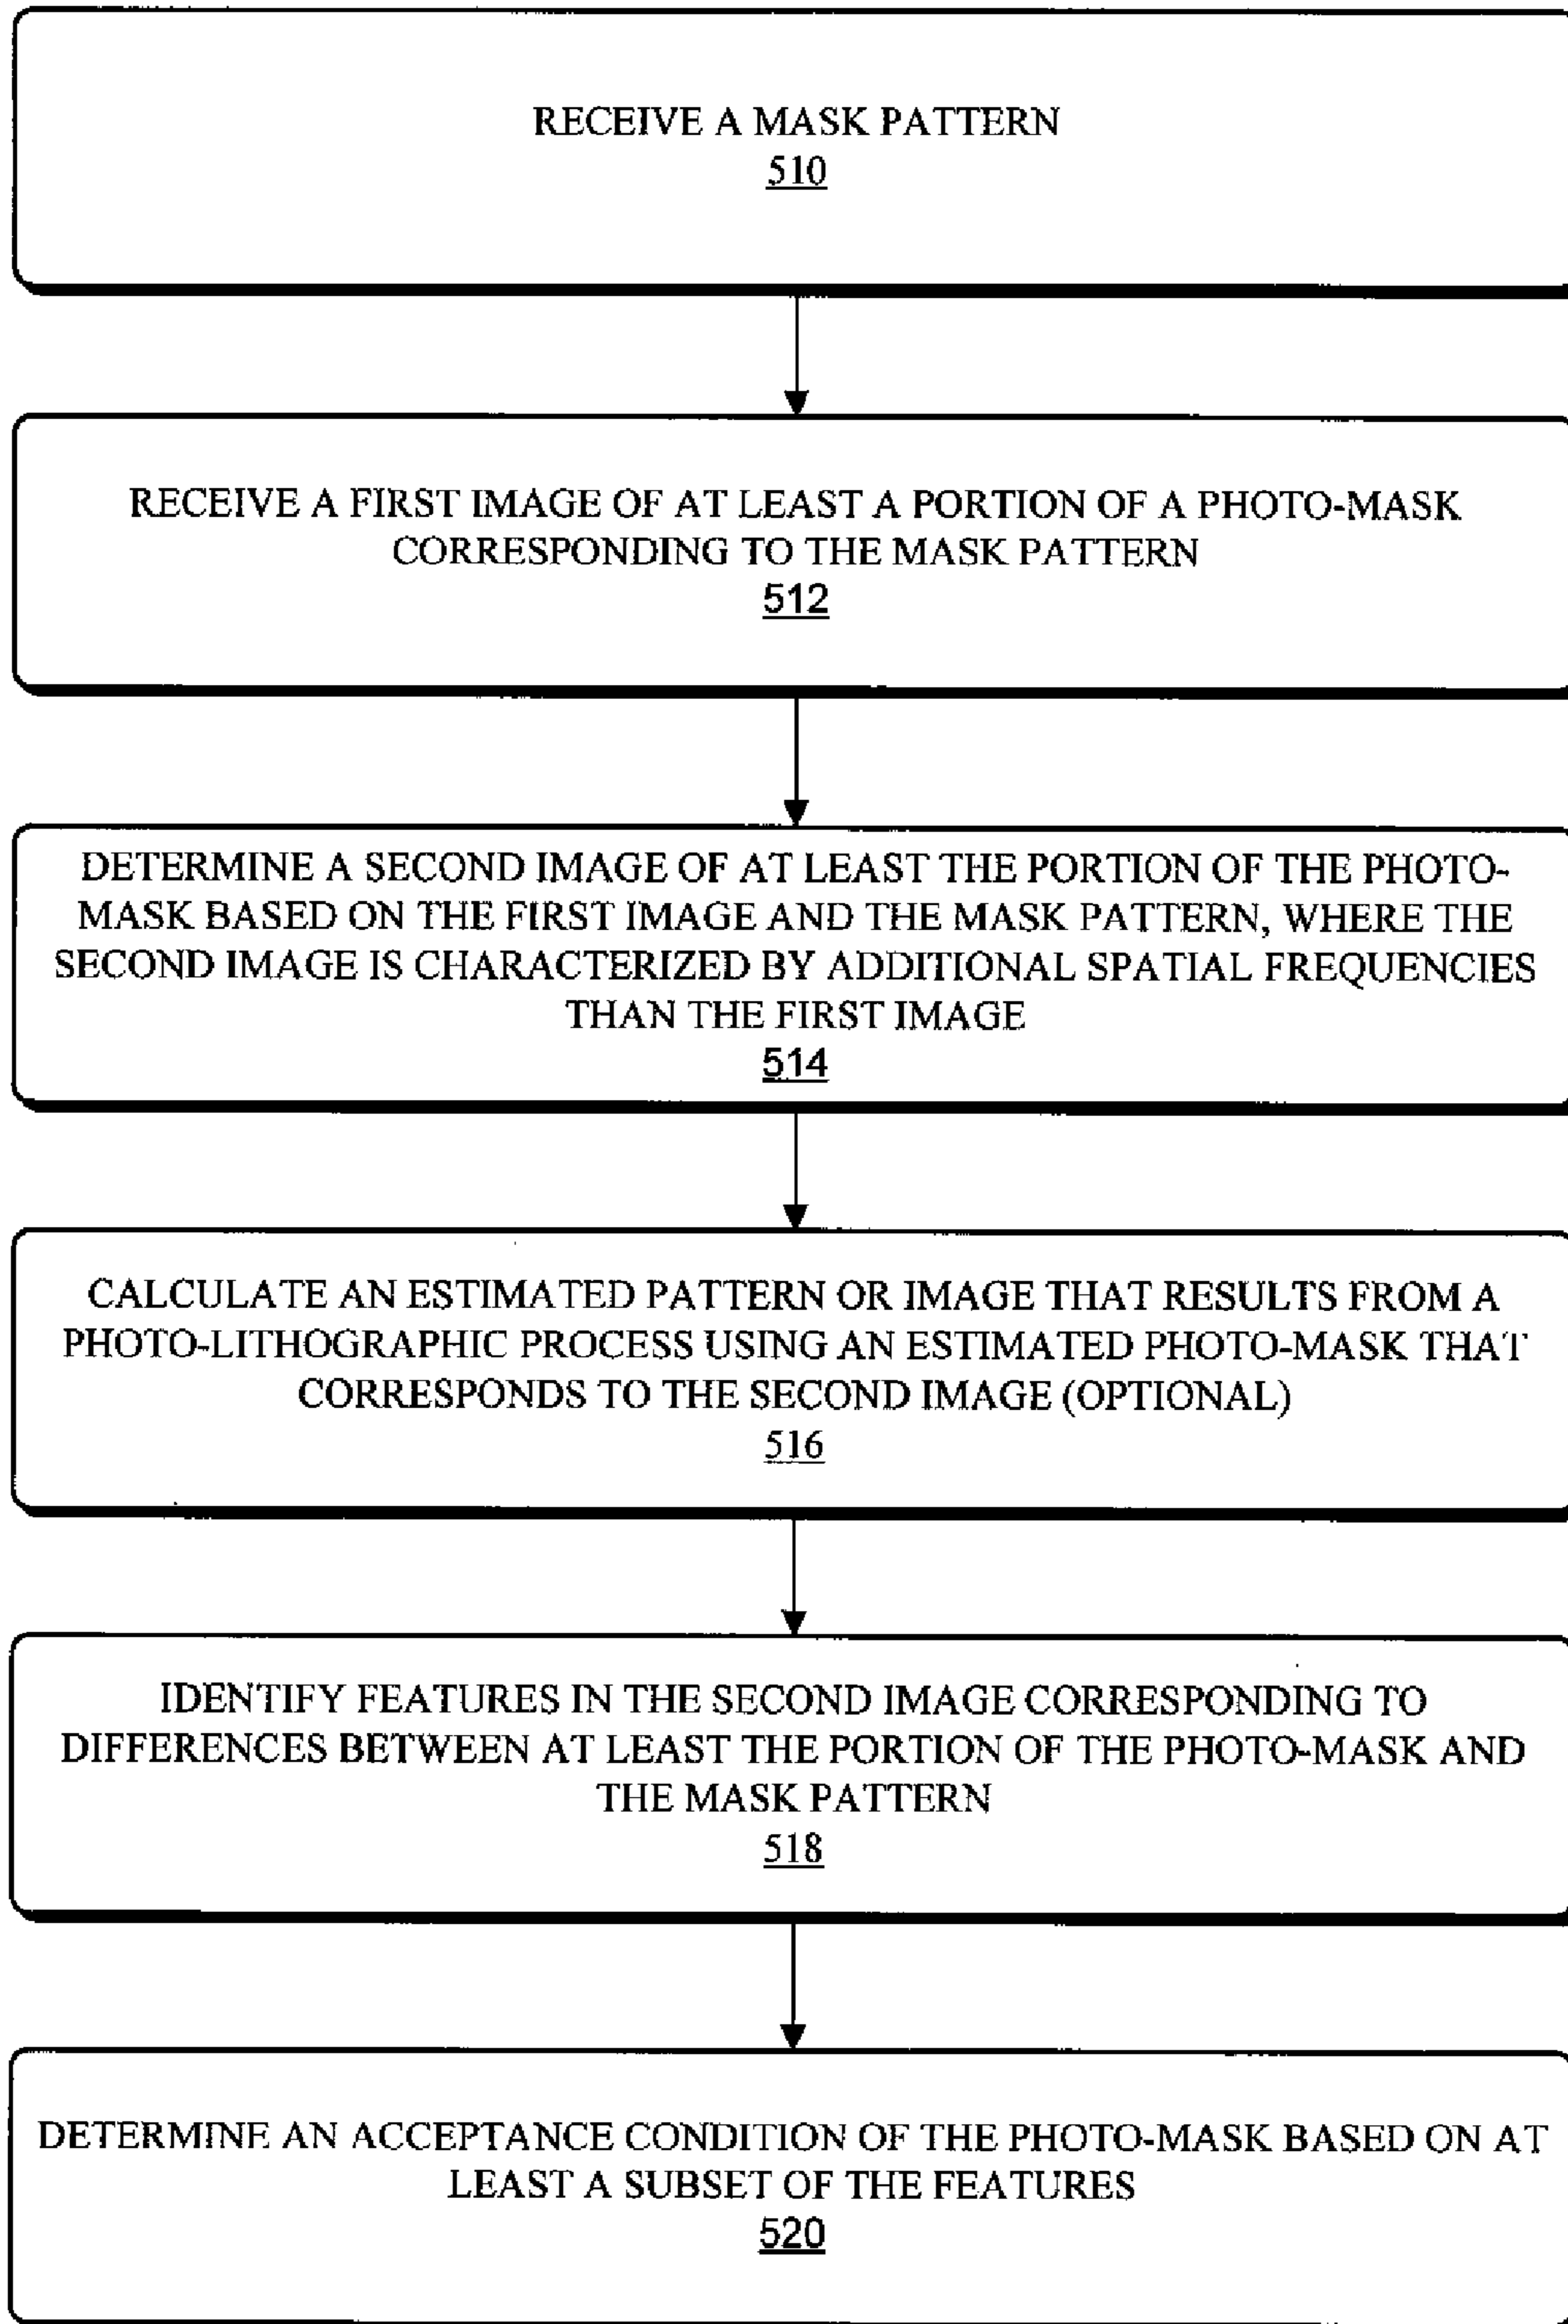 RECEIVE A MASK PATTERN
510
RECEIVE A FIRST IMAGE OF AT LEAST A PORTION OF A PHOTO-MASK
CORRESPONDING TO THE MASK PATTERN
512
DETERMINE A SECOND IMAGE OF AT LEAST THE PORTION OF THE PHOTO-
MASK BASED ON THE FIRST IMAGE AND THE MASK PATTERN, WHERE THE
SECOND IMAGE IS CHARACTERIZED BY ADDITIONAL SPATIAL FREQUENCIES
THAN THE FIRST IMAGE
514
CALCULATE AN ESTIMATED PATTERN OR IMAGE THAT RESULTS FROM A
PHOTO-LITHOGRAPHIC PROCESS USING AN ESTIMATED PHOTO-MASK THAT
CORRESPONDS TO THE SECOND IMAGE (OPTIONAL)
516
IDENTIFY FEATURES IN THE SECOND IMAGE CORRESPONDING TO
DIFFERENCES BETWEEN AT LEAST THE PORTION OF THE PHOTO-MASK AND
THE MASK PATTERN
518
DETERMINE AN ACCEPTANCE CONDITION OF THE PHOTO-MASK BASED ON AT
LEAST A SUBSET OF THE FEATURES
520